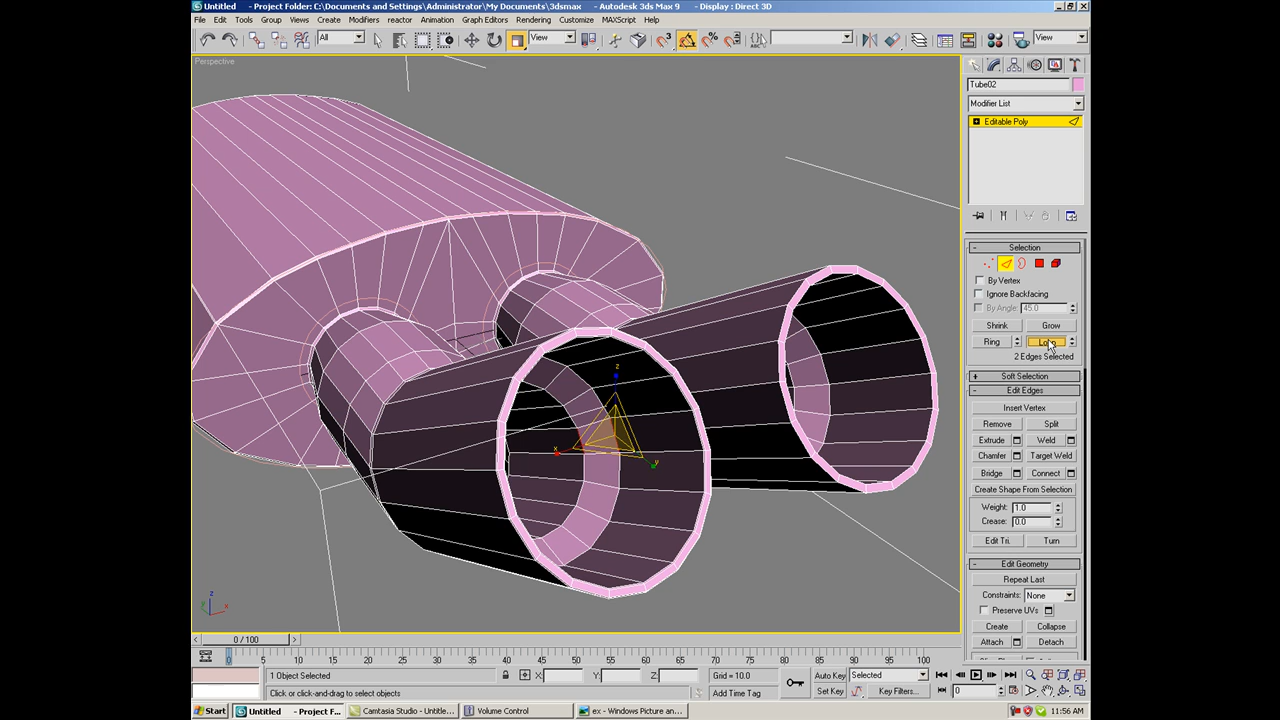 Untitled - Project Folder: C:\Documents and Settings\Administrator\My Documents\3dsmax - Autodesk 3ds Max 9 - Display : Direct 3D
File Edit Tools Group Views Create Modifiers reactor Animation Graph Editors Rendering Customize MAXScript Help
All View View
Perspective
Tube02
Modifier List
Editable Poly
Selection
By Vertex
Ignore Backfacing
By Angle: 45.0
Shrink Grow
Ring Loop
2 Edges Selected
Soft Selection
Edit Edges
Insert Vertex
Remove Split
Extrude Weld
Chamfer Target Weld
Bridge Connect
Create Shape From Selection
Weight: 1.0
Crease: 0.0
Edit Tri. Turn
Edit Geometry
Repeat Last
Constraints: None
Preserve UVs
Create Collapse
Attach Detach
z
x
y
z
y x
0 / 100
0 5 10 15 20 25 30 35 40 45 50 55 60 65 70 75 80 85 90 95 100
1 Object Selected X: Y: Z: Grid = 10.0 Auto Key Selected
Click or click-and-drag to select objects Add Time Tag Set Key Key Filters... 0
Start Untitled - Project F... Camtasia Studio - Untitle... Volume Control ex - Windows Picture an... 11:56 AM